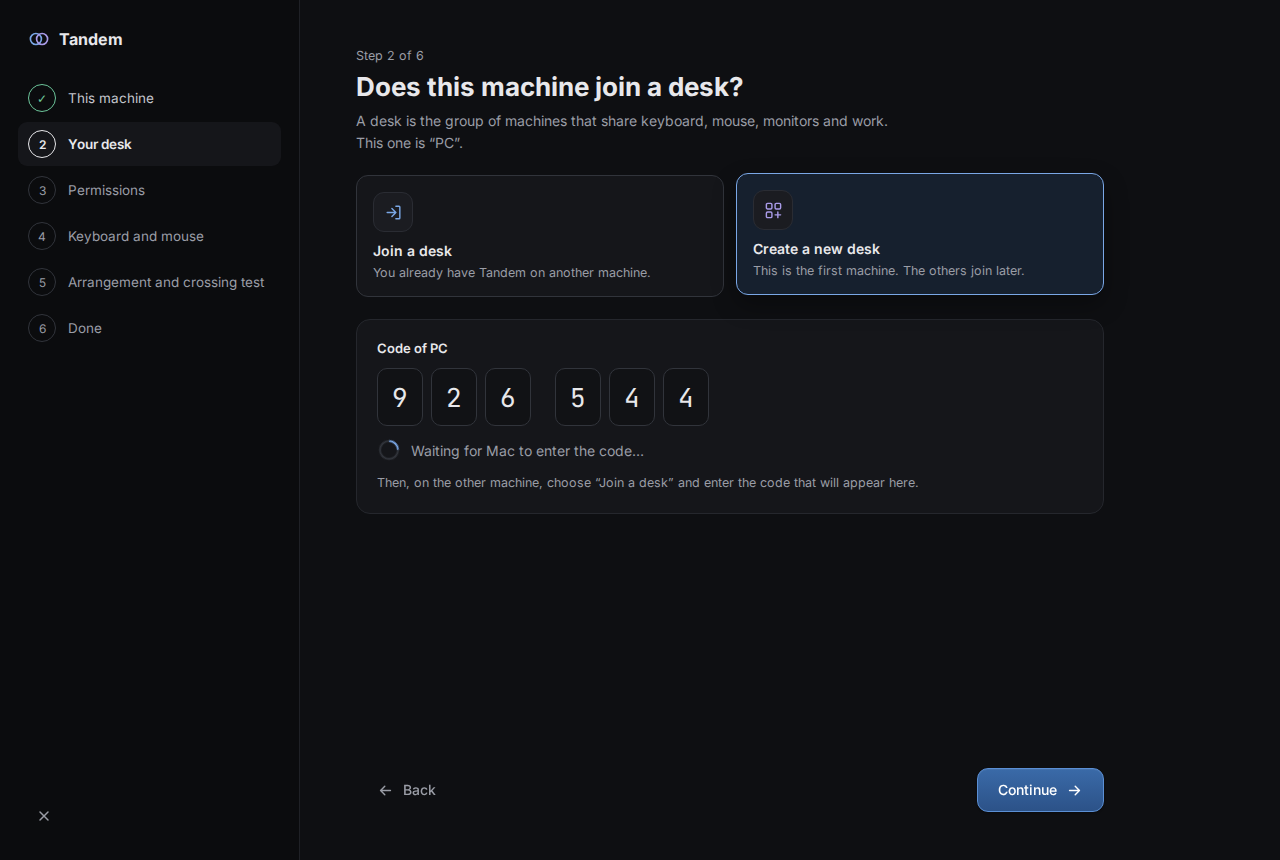 Tandem
✓ This machine
2 Your desk
3 Permissions
4 Keyboard and mouse
5 Arrangement and crossing test
6 Done
Step 2 of 6
Does this machine join a desk?
A desk is the group of machines that share keyboard, mouse, monitors and work.
This one is “PC”.
Join a desk
You already have Tandem on another machine.
Create a new desk
This is the first machine. The others join later.
Code of PC
9 2 6 5 4 4
Waiting for Mac to enter the code…
Then, on the other machine, choose “Join a desk” and enter the code that will appear here.
← Back
Continue →